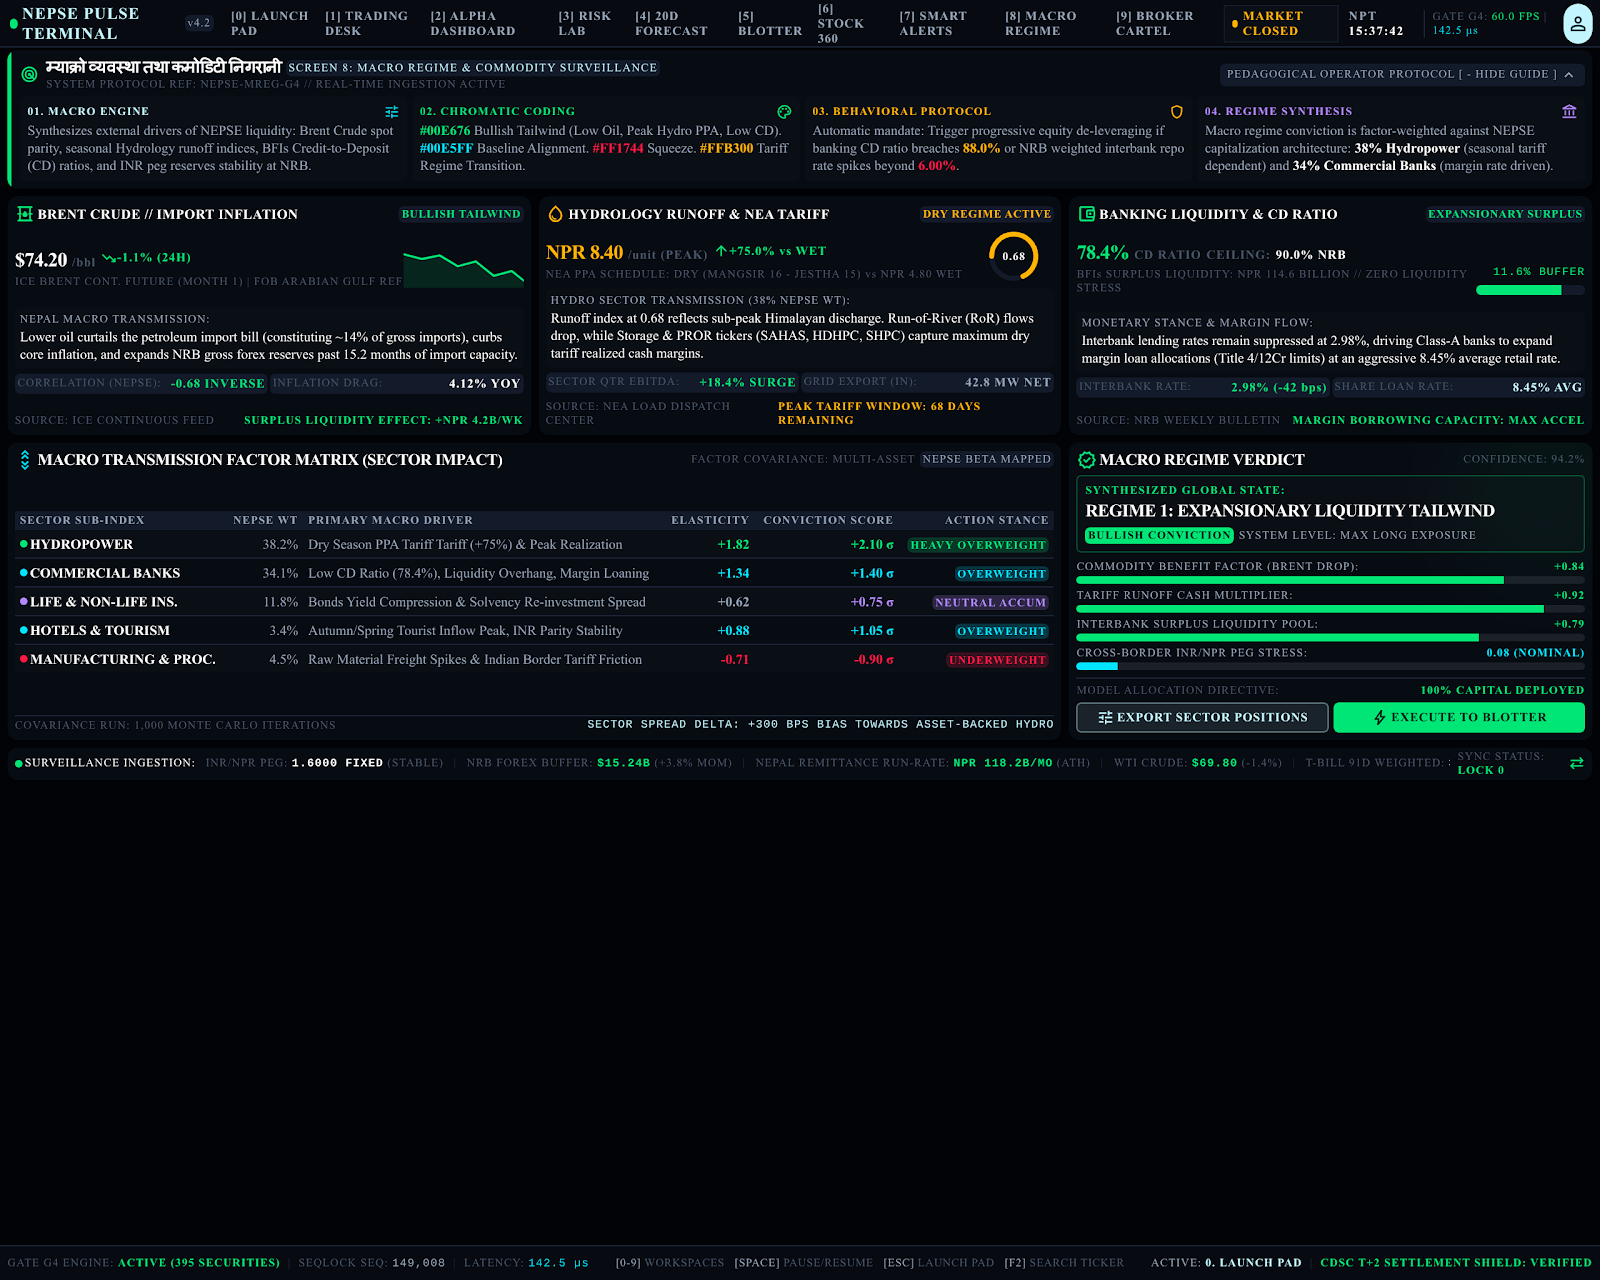 NEPSE PULSE TERMINAL
v4.2
[0] LAUNCH PAD
[1] TRADING DESK
[2] ALPHA DASHBOARD
[3] RISK LAB
[4] 20D FORECAST
[5] BLOTTER
[6] STOCK 360
[7] SMART ALERTS
[8] MACRO REGIME
[9] BROKER CARTEL
MARKET CLOSED
NPT 15:37:42
GATE G4: 60.0 FPS |
142.5 µs
म्याक्रो व्यवस्था तथा कमोडिटी निगरानी SCREEN 8: MACRO REGIME & COMMODITY SURVEILLANCE
SYSTEM PROTOCOL REF: NEPSE-MREG-G4 // REAL-TIME INGESTION ACTIVE
PEDAGOGICAL OPERATOR PROTOCOL [ - HIDE GUIDE ]
01. MACRO ENGINE
Synthesizes external drivers of NEPSE liquidity: Brent Crude spot
parity, seasonal Hydrology runoff indices, BFIs Credit-to-Deposit
(CD) ratios, and INR peg reserves stability at NRB.
02. CHROMATIC CODING
#00E676 Bullish Tailwind (Low Oil, Peak Hydro PPA, Low CD).
#00E5FF Baseline Alignment. #FF1744 Squeeze. #FFB300 Tariff
Regime Transition.
03. BEHAVIORAL PROTOCOL
Automatic mandate: Trigger progressive equity de-leveraging if
banking CD ratio breaches 88.0% or NRB weighted interbank repo
rate spikes beyond 6.00%.
04. REGIME SYNTHESIS
Macro regime conviction is factor-weighted against NEPSE
capitalization architecture: 38% Hydropower (seasonal tariff
dependent) and 34% Commercial Banks (margin rate driven).
BRENT CRUDE // IMPORT INFLATION
BULLISH TAILWIND
$74.20 /bbl -1.1% (24H)
ICE BRENT CONT. FUTURE (MONTH 1) | FOB ARABIAN GULF REF
NEPAL MACRO TRANSMISSION:
Lower oil curtails the petroleum import bill (constituting ~14% of gross imports), curbs
core inflation, and expands NRB gross forex reserves past 15.2 months of import capacity.
CORRELATION (NEPSE): -0.68 INVERSE
INFLATION DRAG: 4.12% YOY
SOURCE: ICE CONTINUOUS FEED
SURPLUS LIQUIDITY EFFECT: +NPR 4.2B/WK
HYDROLOGY RUNOFF & NEA TARIFF
DRY REGIME ACTIVE
NPR 8.40 /unit (PEAK) +75.0% vs WET
NEA PPA SCHEDULE: DRY (MANGSIR 16 - JESTHA 15) vs NPR 4.80 WET
0.68
HYDRO SECTOR TRANSMISSION (38% NEPSE WT):
Runoff index at 0.68 reflects sub-peak Himalayan discharge. Run-of-River (RoR) flows
drop, while Storage & PROR tickers (SAHAS, HDHPC, SHPC) capture maximum dry
tariff realized cash margins.
SECTOR QTR EBITDA: +18.4% SURGE
GRID EXPORT (IN): 42.8 MW NET
SOURCE: NEA LOAD DISPATCH CENTER
PEAK TARIFF WINDOW: 68 DAYS REMAINING
BANKING LIQUIDITY & CD RATIO
EXPANSIONARY SURPLUS
78.4% CD RATIO CEILING: 90.0% NRB
BFIS SURPLUS LIQUIDITY: NPR 114.6 BILLION // ZERO LIQUIDITY
STRESS
11.6% BUFFER
MONETARY STANCE & MARGIN FLOW:
Interbank lending rates remain suppressed at 2.98%, driving Class-A banks to expand
margin loan allocations (Title 4/12Cr limits) at an aggressive 8.45% average retail rate.
INTERBANK RATE: 2.98% (-42 bps)
SHARE LOAN RATE: 8.45% AVG
SOURCE: NRB WEEKLY BULLETIN
MARGIN BORROWING CAPACITY: MAX ACCEL
MACRO TRANSMISSION FACTOR MATRIX (SECTOR IMPACT)
FACTOR COVARIANCE: MULTI-ASSET NEPSE BETA MAPPED
SECTOR SUB-INDEX NEPSE WT PRIMARY MACRO DRIVER ELASTICITY CONVICTION SCORE ACTION STANCE
HYDROPOWER 38.2% Dry Season PPA Tariff Tariff (+75%) & Peak Realization +1.82 +2.10 σ HEAVY OVERWEIGHT
COMMERCIAL BANKS 34.1% Low CD Ratio (78.4%), Liquidity Overhang, Margin Loaning +1.34 +1.40 σ OVERWEIGHT
LIFE & NON-LIFE INS. 11.8% Bonds Yield Compression & Solvency Re-investment Spread +0.62 +0.75 σ NEUTRAL ACCUM
HOTELS & TOURISM 3.4% Autumn/Spring Tourist Inflow Peak, INR Parity Stability +0.88 +1.05 σ OVERWEIGHT
MANUFACTURING & PROC. 4.5% Raw Material Freight Spikes & Indian Border Tariff Friction -0.71 -0.90 σ UNDERWEIGHT
COVARIANCE RUN: 1,000 MONTE CARLO ITERATIONS
SECTOR SPREAD DELTA: +300 BPS BIAS TOWARDS ASSET-BACKED HYDRO
MACRO REGIME VERDICT
CONFIDENCE: 94.2%
SYNTHESIZED GLOBAL STATE:
REGIME 1: EXPANSIONARY LIQUIDITY TAILWIND
BULLISH CONVICTION SYSTEM LEVEL: MAX LONG EXPOSURE
COMMODITY BENEFIT FACTOR (BRENT DROP): +0.84
TARIFF RUNOFF CASH MULTIPLIER: +0.92
INTERBANK SURPLUS LIQUIDITY POOL: +0.79
CROSS-BORDER INR/NPR PEG STRESS: 0.08 (NOMINAL)
MODEL ALLOCATION DIRECTIVE: 100% CAPITAL DEPLOYED
EXPORT SECTOR POSITIONS
EXECUTE TO BLOTTER
SURVEILLANCE INGESTION: INR/NPR PEG: 1.6000 FIXED (STABLE) | NRB FOREX BUFFER: $15.24B (+3.8% MOM) | NEPAL REMITTANCE RUN-RATE: NPR 118.2B/MO (ATH) | WTI CRUDE: $69.80 (-1.4%) | T-BILL 91D WEIGHTED:
SYNC STATUS: LOCK 0
GATE G4 ENGINE: ACTIVE (395 SECURITIES) | SEQLOCK SEQ: 149,008 | LATENCY: 142.5 µs
[0-9] WORKSPACES [SPACE] PAUSE/RESUME [ESC] LAUNCH PAD [F2] SEARCH TICKER
ACTIVE: 0. LAUNCH PAD | CDSC T+2 SETTLEMENT SHIELD: VERIFIED